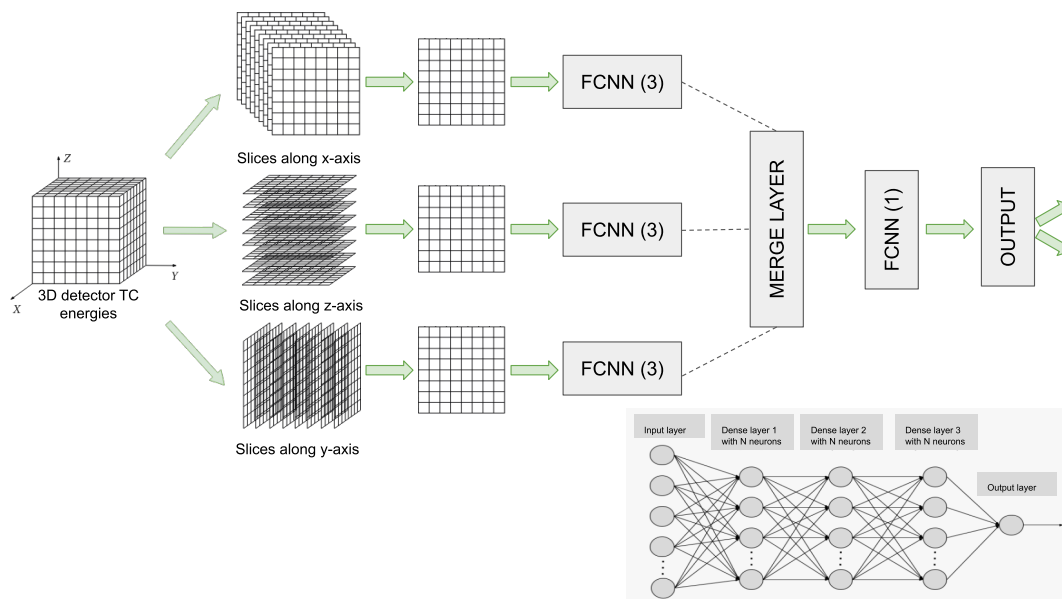 Slices along x-axis
FCNN (3)
Z
Y
X
3D detector TC
energies
Slices along z-axis
FCNN (3)
MERGE LAYER
FCNN (1)
OUTPUT
Slices along y-axis
FCNN (3)
Input layer
Dense layer 1
with N neurons
Dense layer 2
with N neurons
Dense layer 3
with N neurons
Output layer